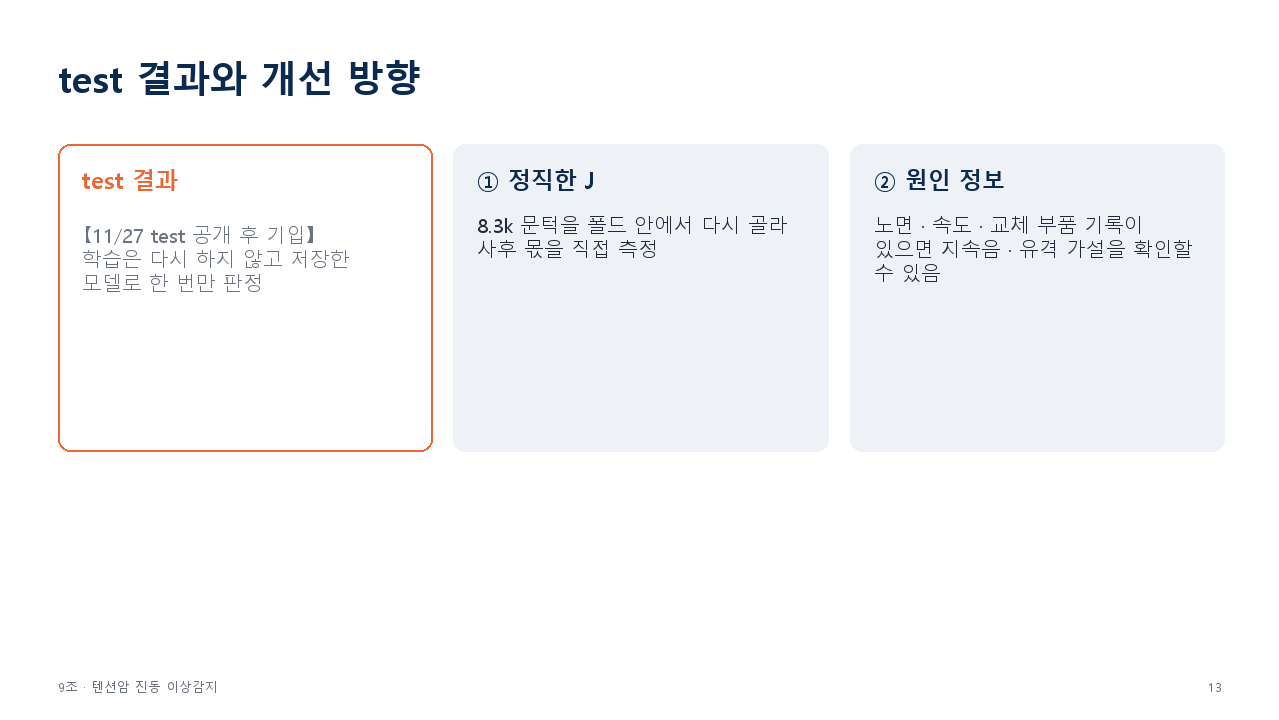 test 결과와 개선 방향
test 결과
【11/27 test 공개 후 기입】
학습은 다시 하지 않고 저장한
모델로 한 번만 판정
① 정직한 J
8.3k 문턱을 폴드 안에서 다시 골라
사후 몫을 직접 측정
② 원인 정보
노면 · 속도 · 교체 부품 기록이
있으면 지속음 · 유격 가설을 확인할
수 있음
9조 · 텐션암 진동 이상감지
13